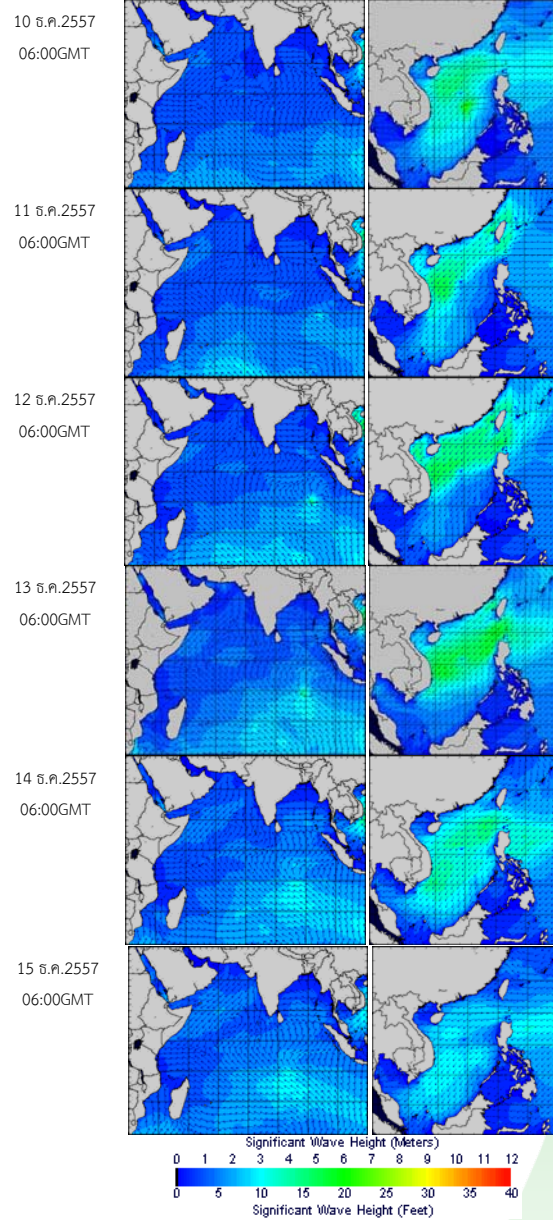 10 ธ.ค.2557
06:00GMT
11 ธ.ค.2557
06:00GMT
12 ธ.ค.2557
06:00GMT
13 ธ.ค.2557
06:00GMT
14 ธ.ค.2557
06:00GMT
15 ธ.ค.2557
06:00GMT
Significant Wave Height (Meters)
0 1 2 3 4 5 6 7 8 9 10 11 12
0 5 10 15 20 25 30 35 40
Significant Wave Height (Feet)